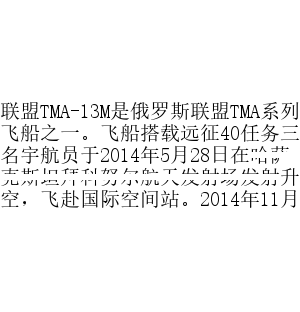 联盟TMA-13M是俄罗斯联盟TMA系列
飞船之一。飞船搭载远征40任务三
名宇航员于2014年5月28日在哈萨
克斯坦拜科努尔航天发射场发射升
空，飞赴国际空间站。2014年11月